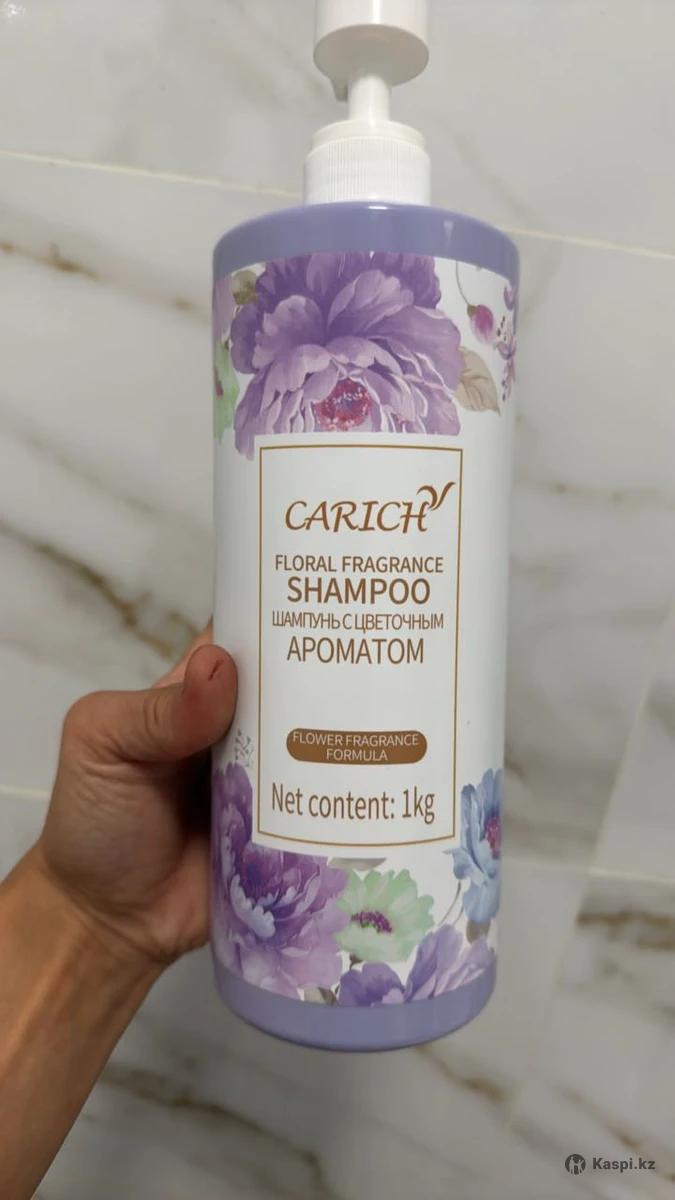 CARICH
FLORAL FRAGRANCE
SHAMPOO
ШАМПУНЬ С ЦВЕТОЧНЫМ
АРОМАТОМ
FLOWER FRAGRANCE
FORMULA
Net content: 1kg
Kaspi.kz